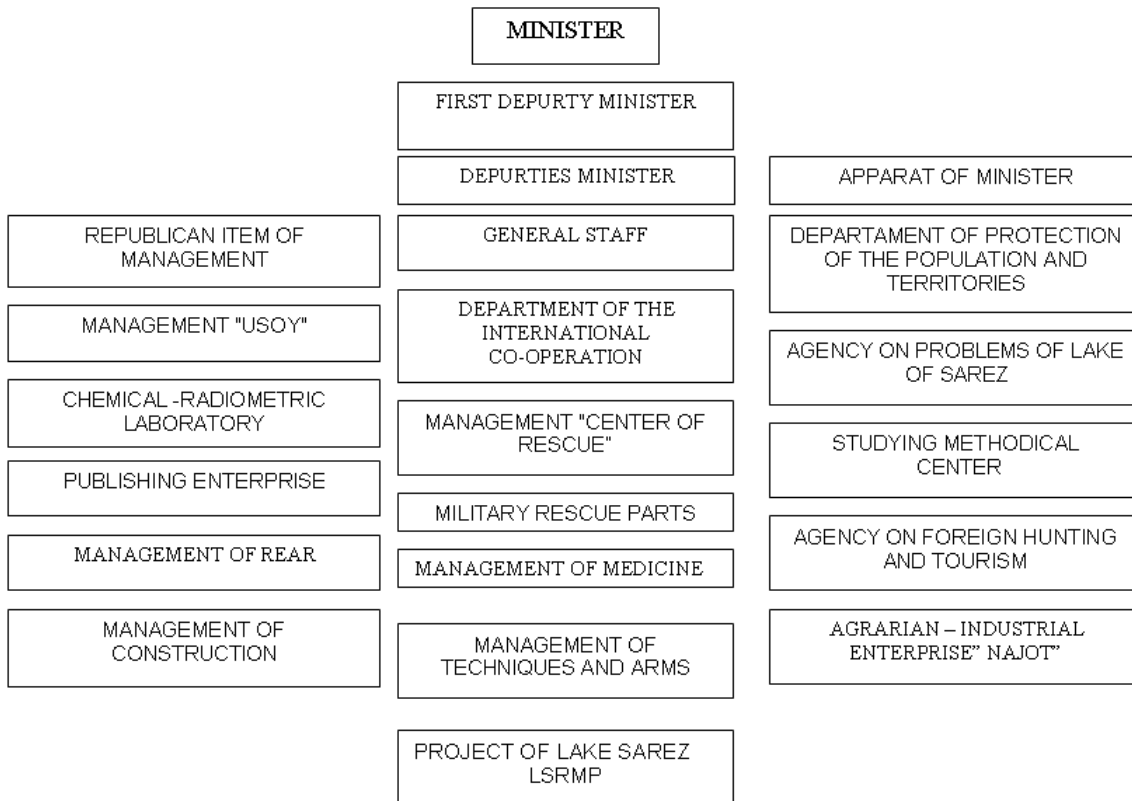 MINISTER
FIRST DEPURTY MINISTER
DEPURTIES MINISTER
APPARAT OF MINISTER
REPUBLICAN ITEM OF
MANAGEMENT
GENERAL STAFF
DEPARTAMENT OF PROTECTION
OF THE POPULATION AND
TERRITORIES
MANAGEMENT "USOY"
DEPARTMENT OF THE
INTERNATIONAL
CO-OPERATION
AGENCY ON PROBLEMS OF LAKE
OF SAREZ
CHEMICAL -RADIOMETRIC
LABORATORY
MANAGEMENT "CENTER OF
RESCUE"
STUDYING METHODICAL
CENTER
PUBLISHING ENTERPRISE
MILITARY RESCUE PARTS
AGENCY ON FOREIGN HUNTING
AND TOURISM
MANAGEMENT OF REAR
MANAGEMENT OF MEDICINE
MANAGEMENT OF
CONSTRUCTION
MANAGEMENT OF
TECHNIQUES AND ARMS
AGRARIAN – INDUSTRIAL
ENTERPRISE” NAJOT”
PROJECT OF LAKE SAREZ
LSRMP